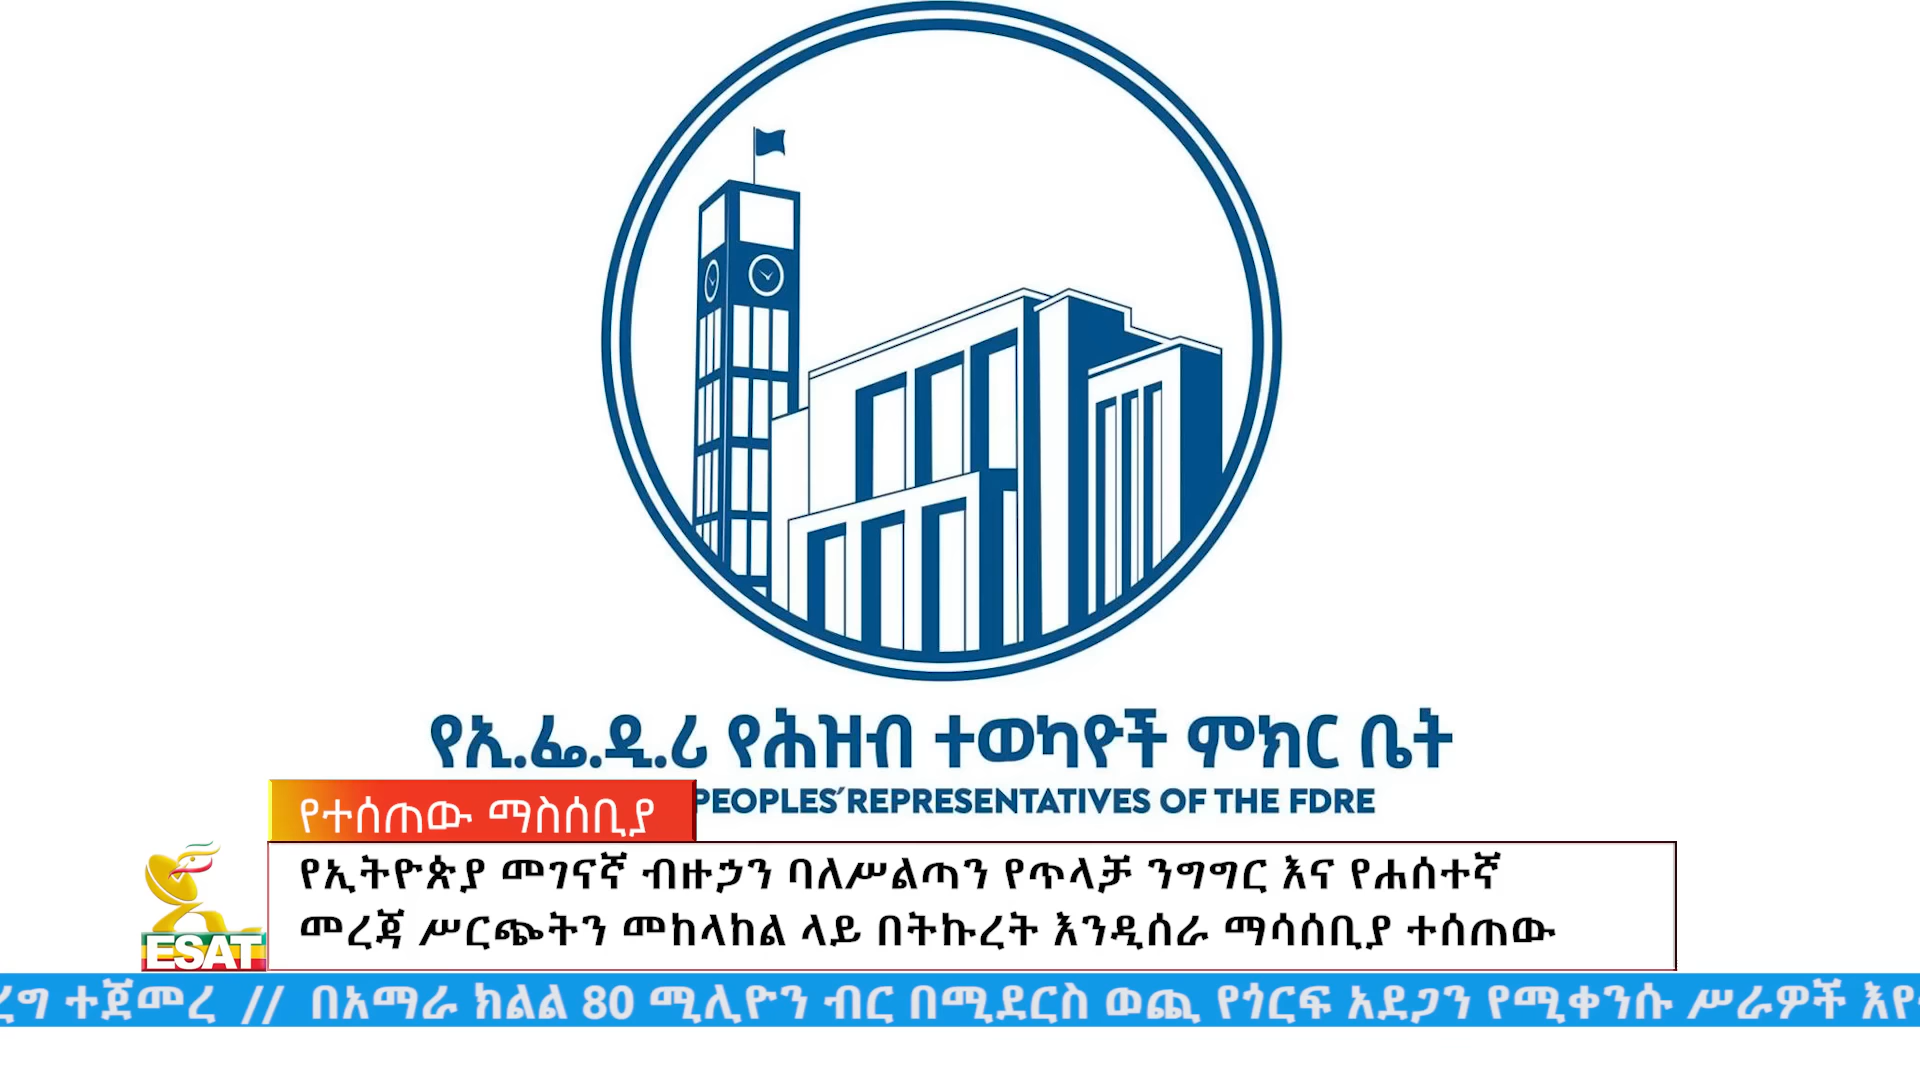 የኢ.ፌ.ዲ.ሪ የሕዝብ ተወካዮች ምክር ቤት
PEOPLES´REPRESENTATIVES OF THE FDRE
የተሰጠው ማስሰቢያ
የኢትዮጵያ መገናኛ ብዙኃን ባለሥልጣን የጥላቻ ንግግር እና የሐሰተኛ
መረጃ ሥርጭትን መከላከል ላይ በትኩረት እንዲሰራ ማሳሰቢያ ተሰጠው
ESAT
ተጀመረ // በአማራ ክልል 80 ሚሊዮን ብር በሚደርስ ወጪ የጎርፍ አደጋን የሚቀንሱ ሥራዎች